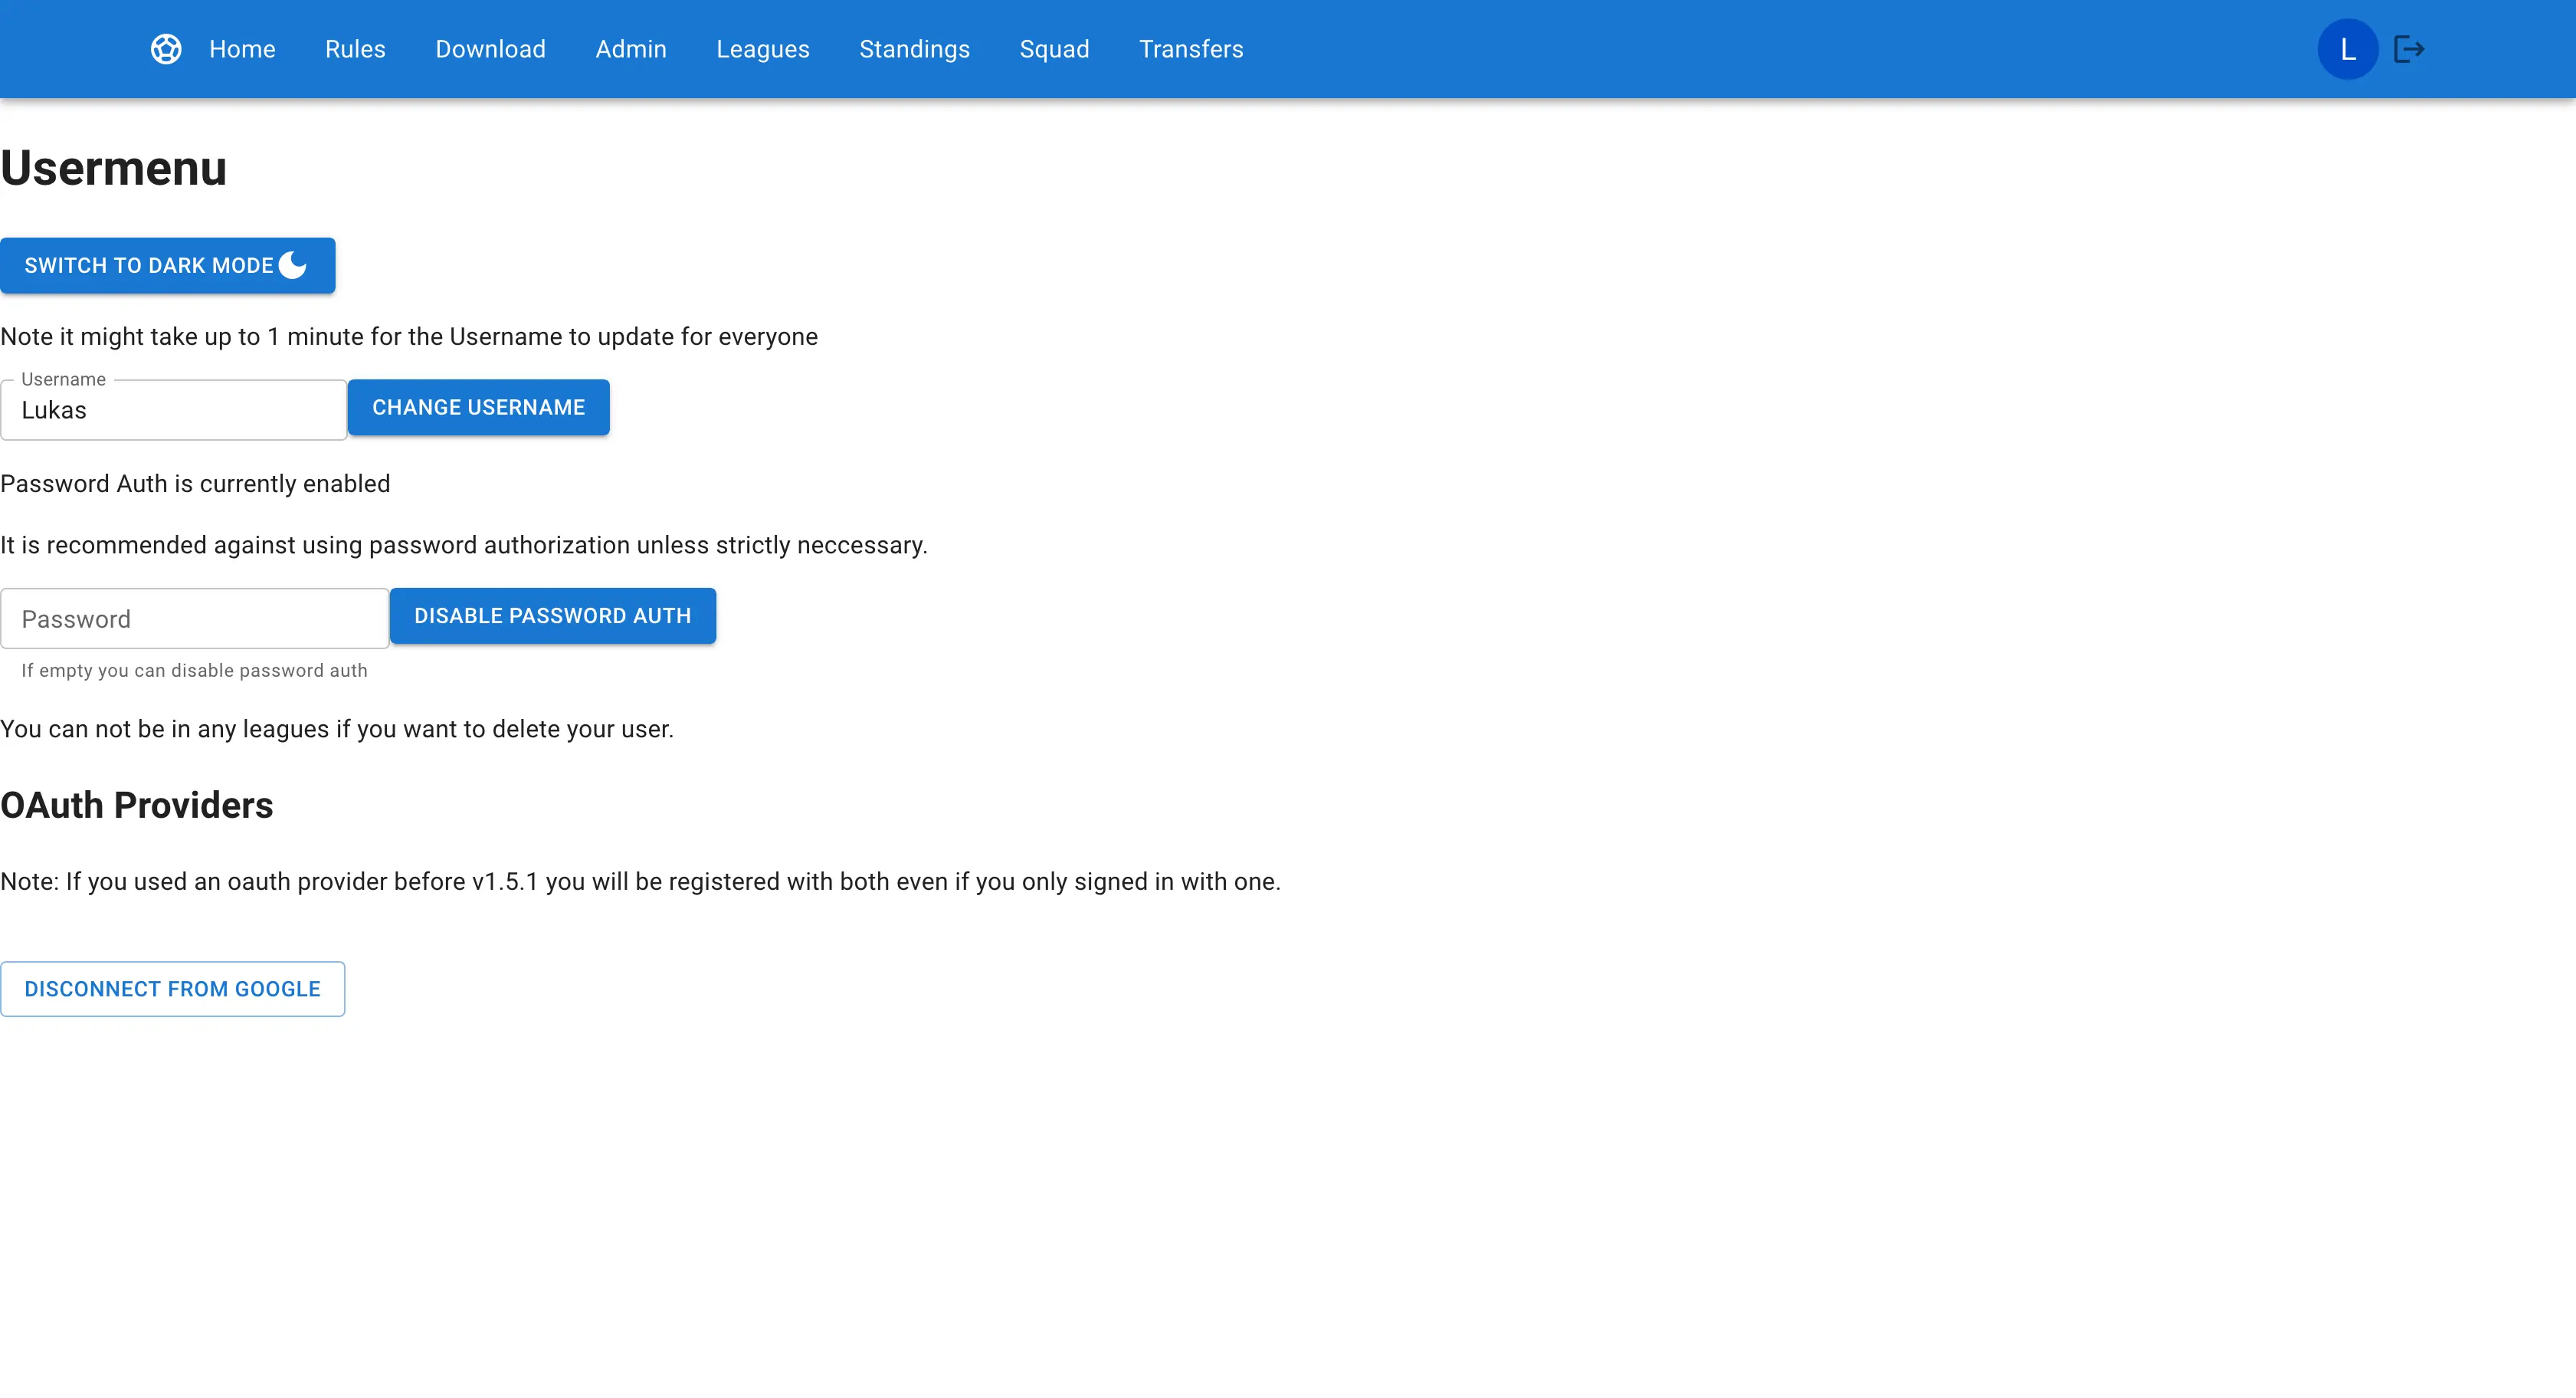 Home Rules Download Admin Leagues Standings Squad Transfers L
Usermenu
SWITCH TO DARK MODE
Note it might take up to 1 minute for the Username to update for everyone
Username
Lukas CHANGE USERNAME
Password Auth is currently enabled
It is recommended against using password authorization unless strictly neccessary.
Password DISABLE PASSWORD AUTH
If empty you can disable password auth
You can not be in any leagues if you want to delete your user.
OAuth Providers
Note: If you used an oauth provider before v1.5.1 you will be registered with both even if you only signed in with one.
DISCONNECT FROM GOOGLE